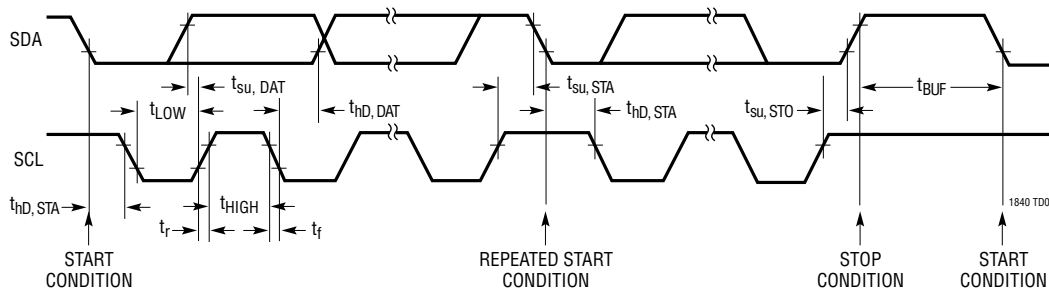 SDA
tsu, DAT
tsu, STA
tBUF
tLOW
thD, DAT
thD, STA
tsu, STO
SCL
thD, STA
tHIGH
1840 TD0
tr
tf
START
CONDITION
REPEATED START
CONDITION
STOP
CONDITION
START
CONDITION